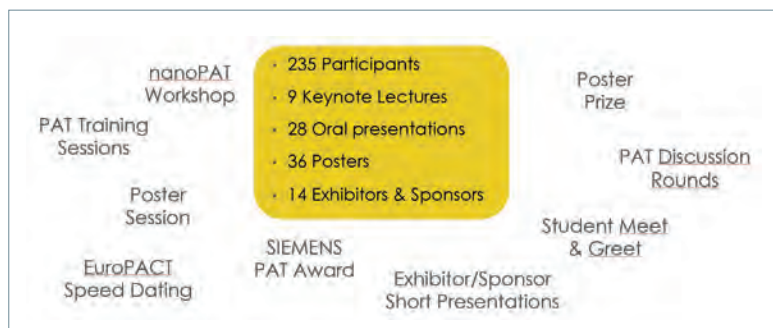 nanoPAT
Workshop
PAT Training
Sessions
Poster
Session
EuroPACT
Speed Dating
• 235 Participants
• 9 Keynote Lectures
• 28 Oral presentations
• 36 Posters
• 14 Exhibitors & Sponsors
SIEMENS
PAT Award
Exhibitor/Sponsor
Short Presentations
Poster
Prize
PAT Discussion
Rounds
Student Meet
& Greet